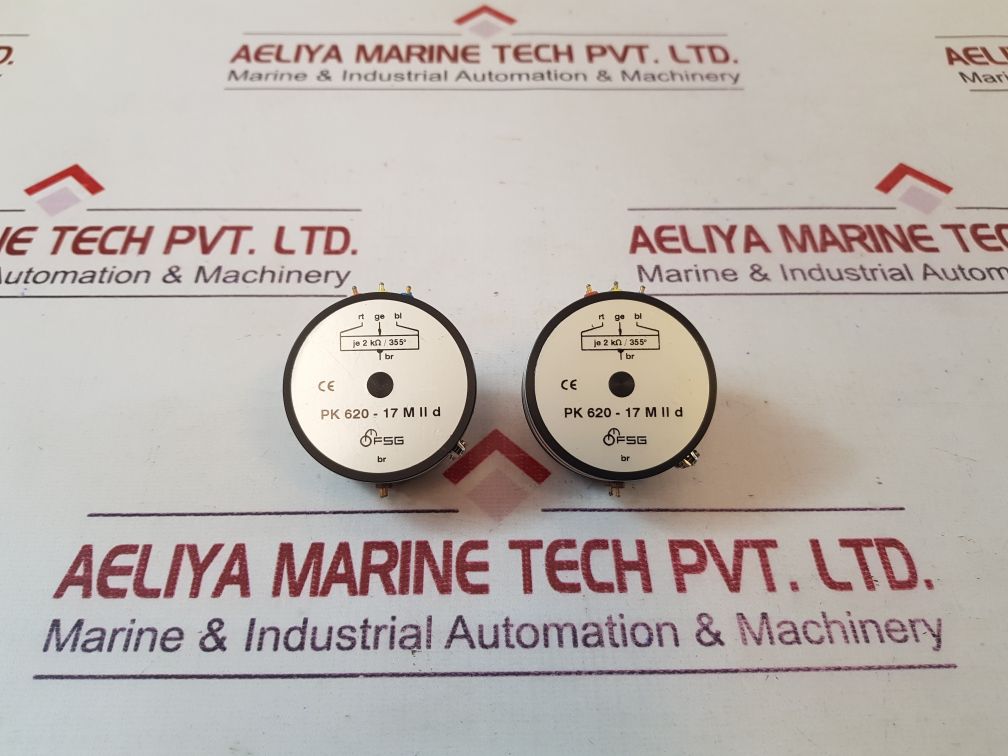 D.
AELIYA MARINE TECH PVT. LTD.
Marine & Industrial Automation & Machinery
AELI
Mari
IE TECH PVT. LTD.
Automation & Machinery
AELIYA MARINE TEC
Marine & Industrial Autom
rt ge bl
je 2 kΩ / 355°
br
CE
PK 620 - 17 M II d
FSG
br
rt ge bl
je 2 kΩ / 355°
br
CE
PK 620 - 17 M II d
FSG
br
AELIYA MARINE TECH PVT. LTD.
Marine & Industrial Automation & Machinery